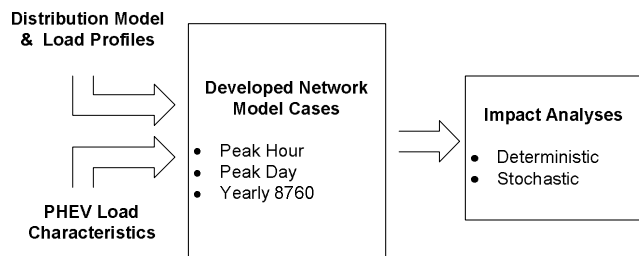 Distribution Model
& Load Profiles
PHEV Load
Characteristics
Developed Network
Model Cases
• Peak Hour
• Peak Day
• Yearly 8760
Impact Analyses
• Deterministic
• Stochastic